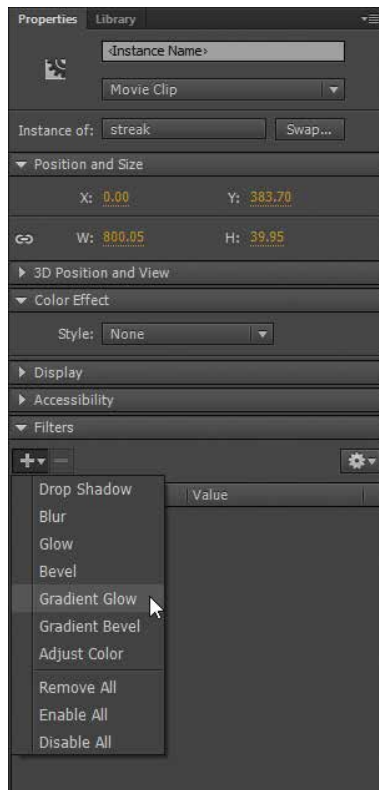 Properties Library
<Instance Name>
Movie Clip
Instance of: streak Swap...
Position and Size
X: 0.00 Y: 383.70
W: 800.05 H: 39.95
3D Position and View
Color Effect
Style: None
Display
Accessibility
Filters
Value
Drop Shadow
Blur
Glow
Bevel
Gradient Glow
Gradient Bevel
Adjust Color
Remove All
Enable All
Disable All